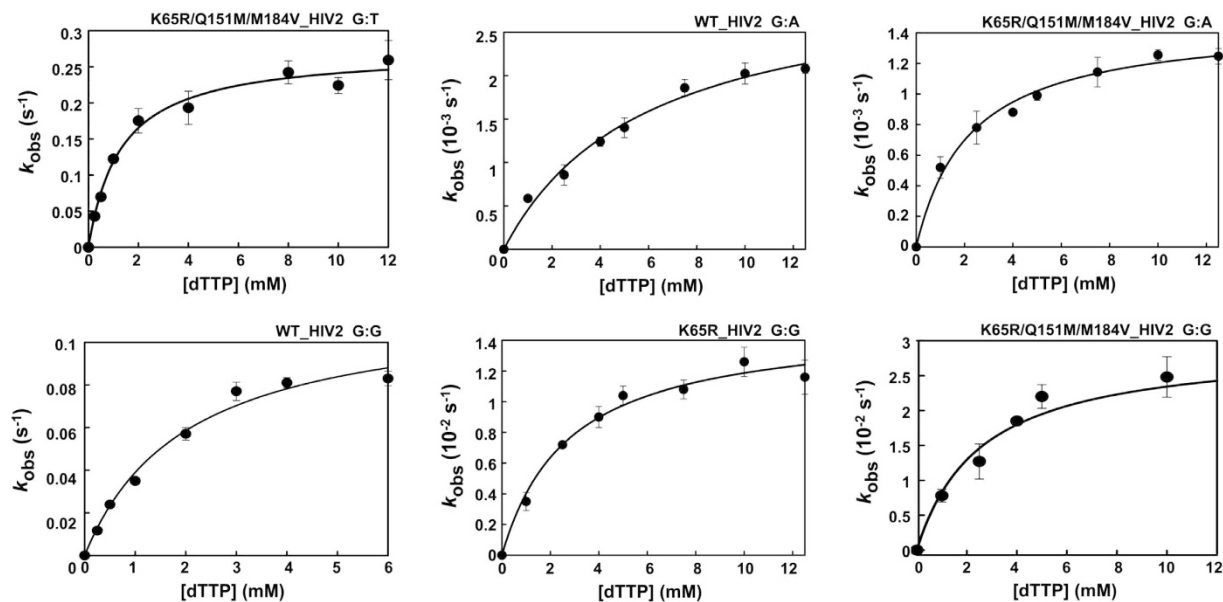 K65R/Q151M/M184V_HIV2 G:T
0.3
0.25
0.2
0.15
0.1
0.05
0
kobs (s-1)
0 2 4 6 8 10 12
[dTTP] (mM)
WT_HIV2 G:A
2.5
2
1.5
1
0.5
0
kobs (10-3 s-1)
0 2 4 6 8 10 12
[dTTP] (mM)
K65R/Q151M/M184V_HIV2 G:A
1.4
1.2
1
0.8
0.6
0.4
0.2
0
kobs (10-3 s-1)
0 2 4 6 8 10 12
[dTTP] (mM)
WT_HIV2 G:G
0.1
0.08
0.06
0.04
0.02
0
kobs (s-1)
0 1 2 3 4 5 6
[dTTP] (mM)
K65R_HIV2 G:G
1.4
1.2
1
0.8
0.6
0.4
0.2
0
kobs (10-2 s-1)
0 2 4 6 8 10 12
[dTTP] (mM)
K65R/Q151M/M184V_HIV2 G:G
3
2.5
2
1.5
1
0.5
0
kobs (10-2 s-1)
0 2 4 6 8 10 12
[dTTP] (mM)